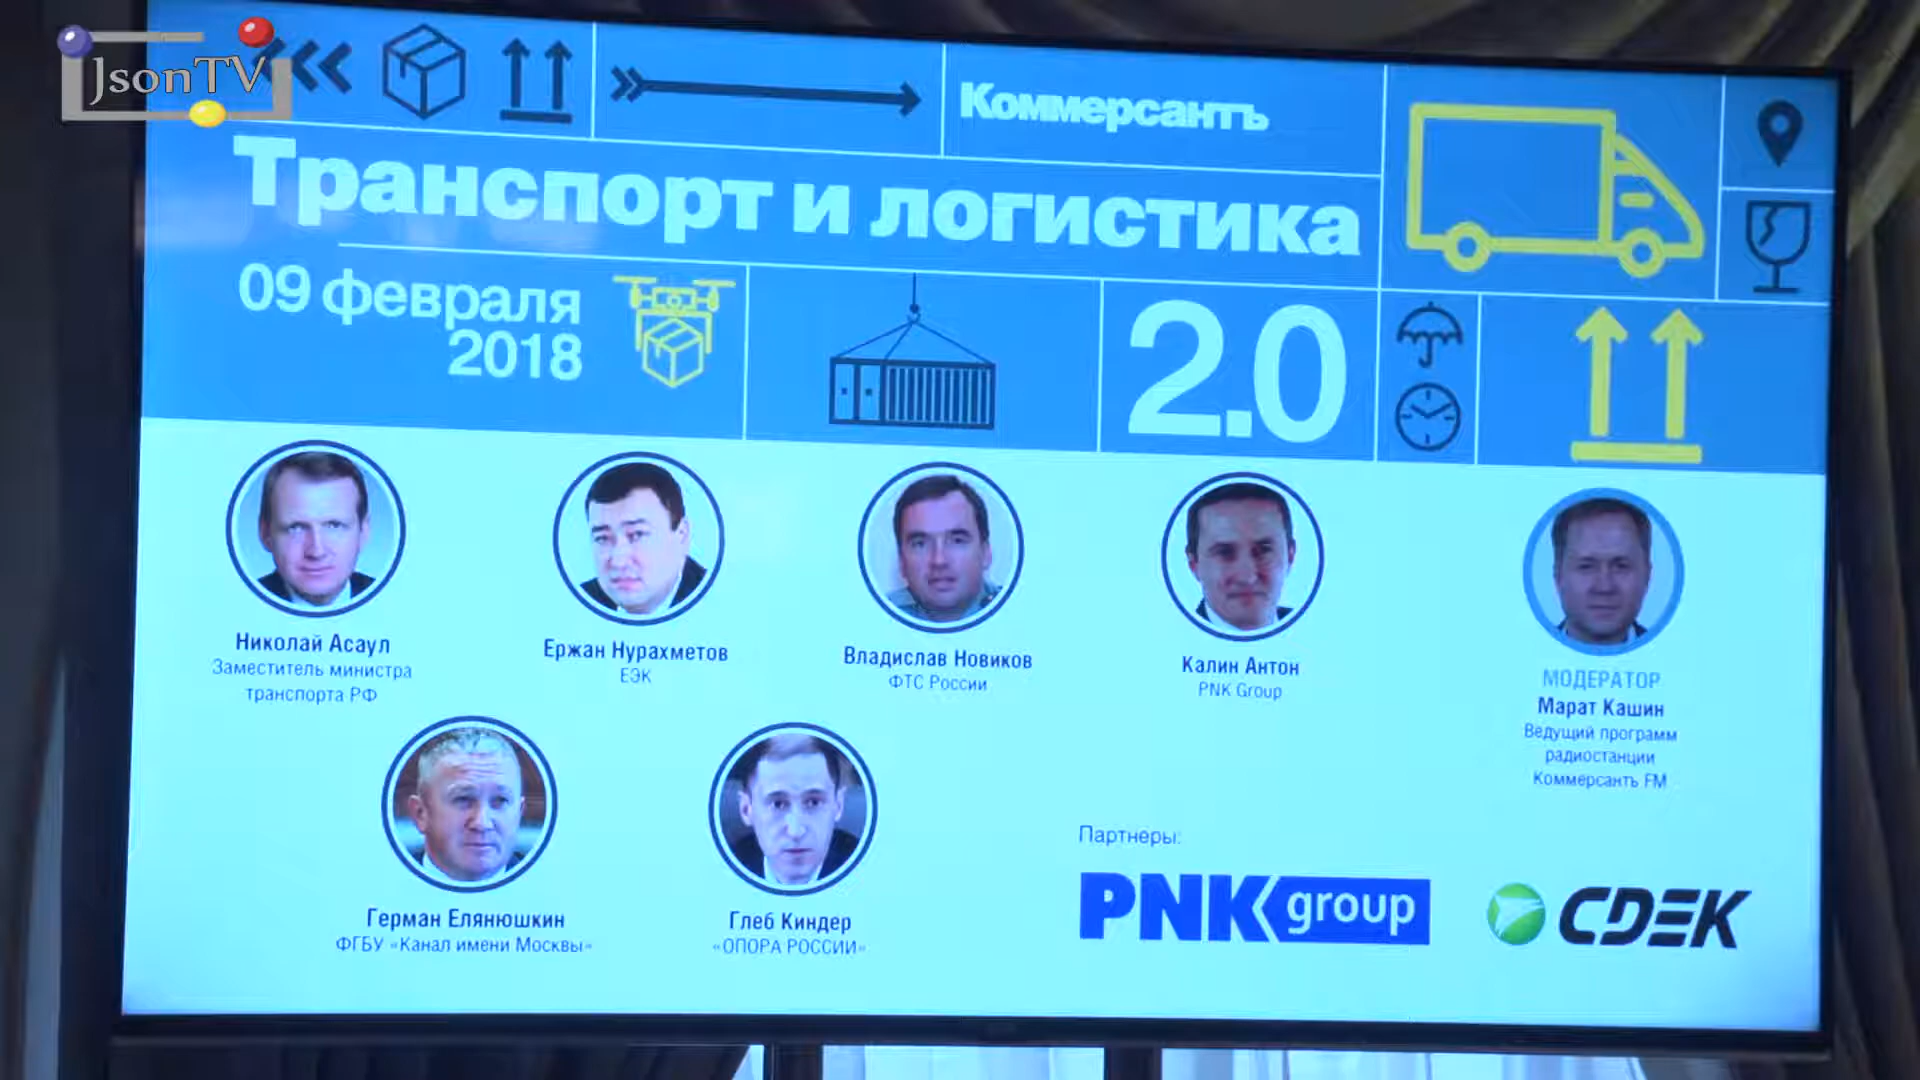 JsonTV
Коммерсантъ
Транспорт и логистика
09 февраля
2018
2.0
Николай Асаул
Заместитель министра
транспорта РФ
Ержан Нурахметов
ЕЭК
Владислав Новиков
ФТС России
Калин Антон
PNK Group
МОДЕРАТОР
Марат Кашин
Ведущий программ
радиостанции
Коммерсантъ FM
Герман Елянюшкин
ФГБУ «Канал имени Москвы»
Глеб Киндер
«ОПОРА РОССИИ»
Партнеры:
PNK group
CDEK